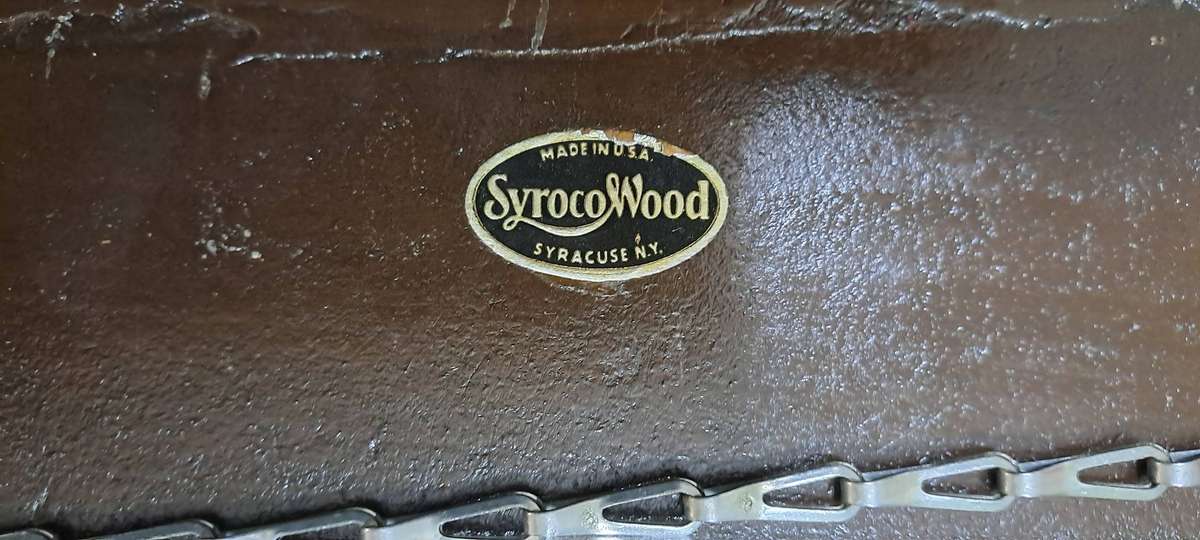 MADE IN U.S.A.
SyrocoWood
SYRACUSE N.Y.